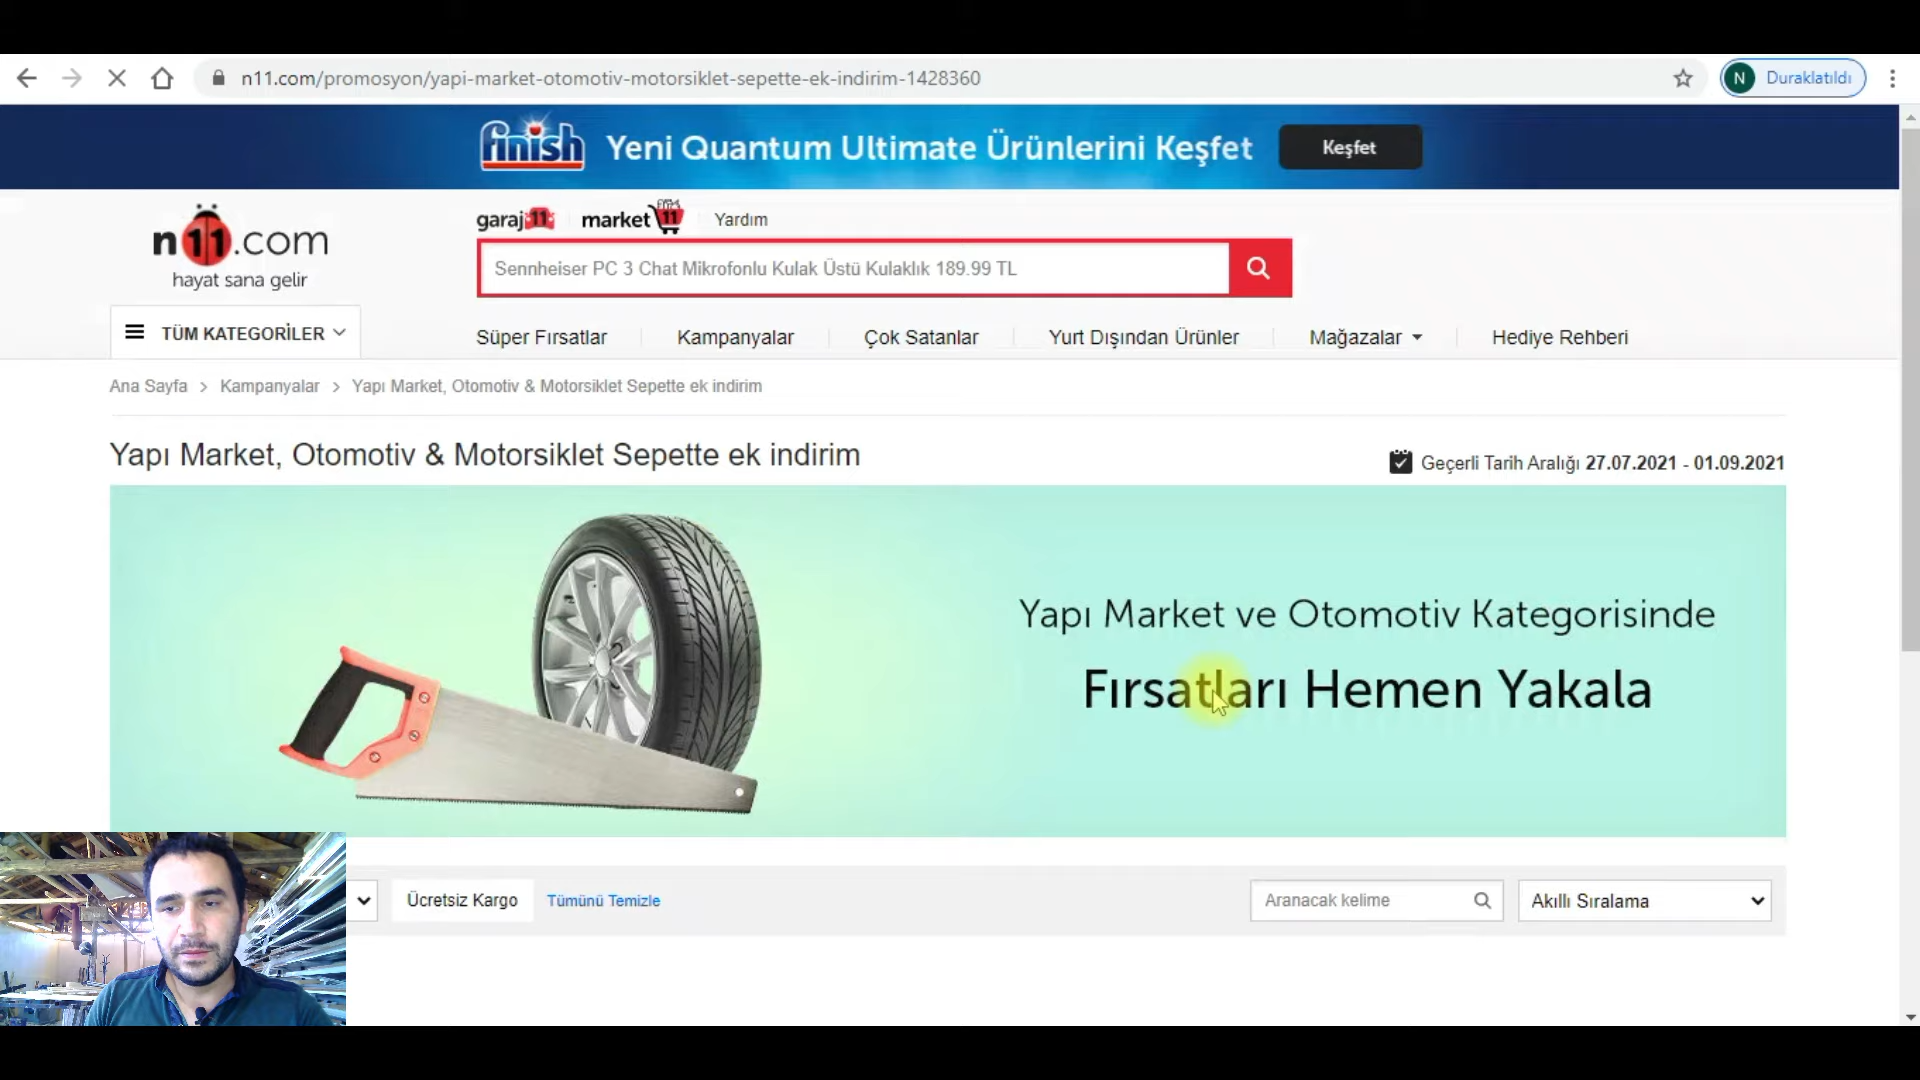 n11.com/promosyon/yapi-market-otomotiv-motorsiklet-sepette-ek-indirim-1428360
N Duraklatıldı
finish Yeni Quantum Ultimate Ürünlerini Keşfet Keşfet
garaj11 market11 Yardım
n11.com
hayat sana gelir
Sennheiser PC 3 Chat Mikrofonlu Kulak Üstü Kulaklık 189.99 TL
TÜM KATEGORİLER
Süper Fırsatlar Kampanyalar Çok Satanlar Yurt Dışından Ürünler Mağazalar Hediye Rehberi
Ana Sayfa > Kampanyalar > Yapı Market, Otomotiv & Motorsiklet Sepette ek indirim
Yapı Market, Otomotiv & Motorsiklet Sepette ek indirim
Geçerli Tarih Aralığı 27.07.2021 - 01.09.2021
Yapı Market ve Otomotiv Kategorisinde
Fırsatları Hemen Yakala
Ücretsiz Kargo Tümünü Temizle Aranacak kelime Akıllı Sıralama